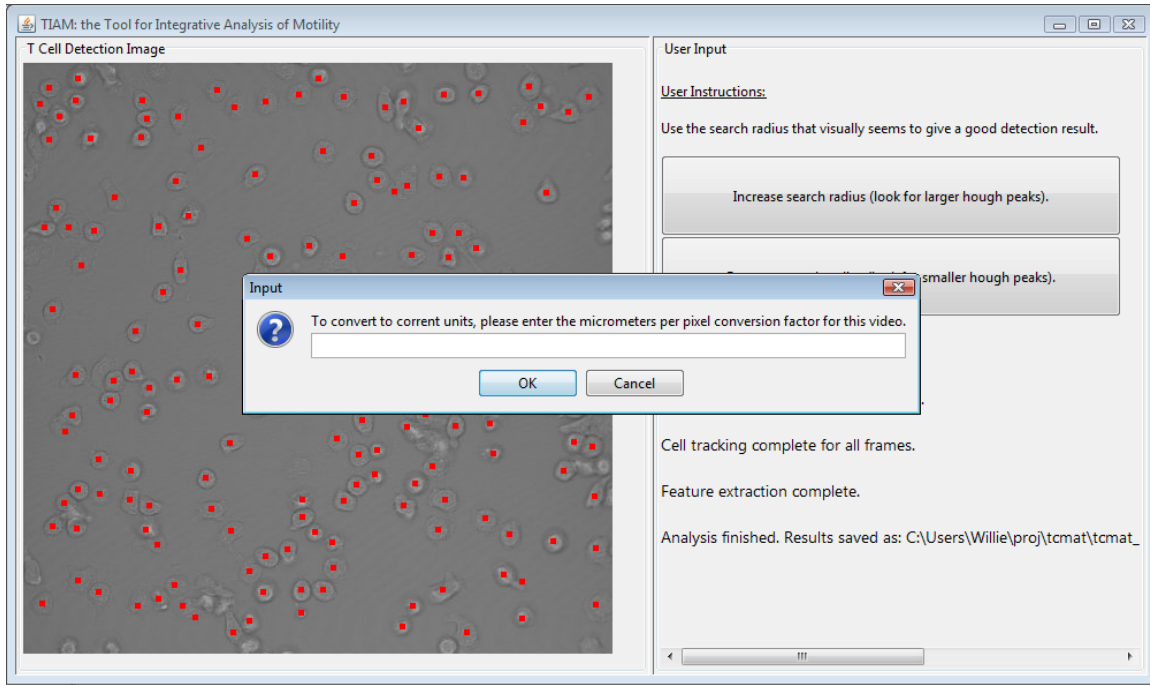 TIAM: the Tool for Integrative Analysis of Motility
T Cell Detection Image
User Input
User Instructions:
Use the search radius that visually seems to give a good detection result.
Increase search radius (look for larger hough peaks).
smaller hough peaks).
Input
To convert to corrent units, please enter the micrometers per pixel conversion factor for this video.
OK
Cancel
Cell tracking complete for all frames.
Feature extraction complete.
Analysis finished. Results saved as: C:\Users\Willie\proj\tcmat\tcmat_